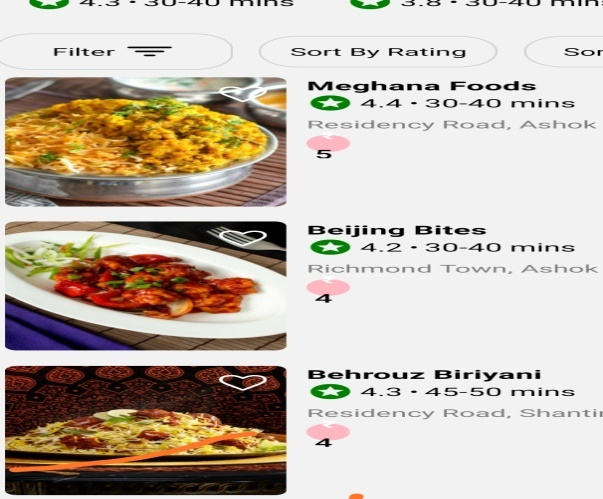 4.3 • 30-40 mins
3.8 • 30-40 min
Filter
Sort By Rating
Sor
Meghana Foods
4.4 • 30-40 mins
Residency Road, Ashok
5
Beijing Bites
4.2 • 30-40 mins
Richmond Town, Ashok
4
Behrouz Biriyani
4.3 • 45-50 mins
Residency Road, Shanti
4